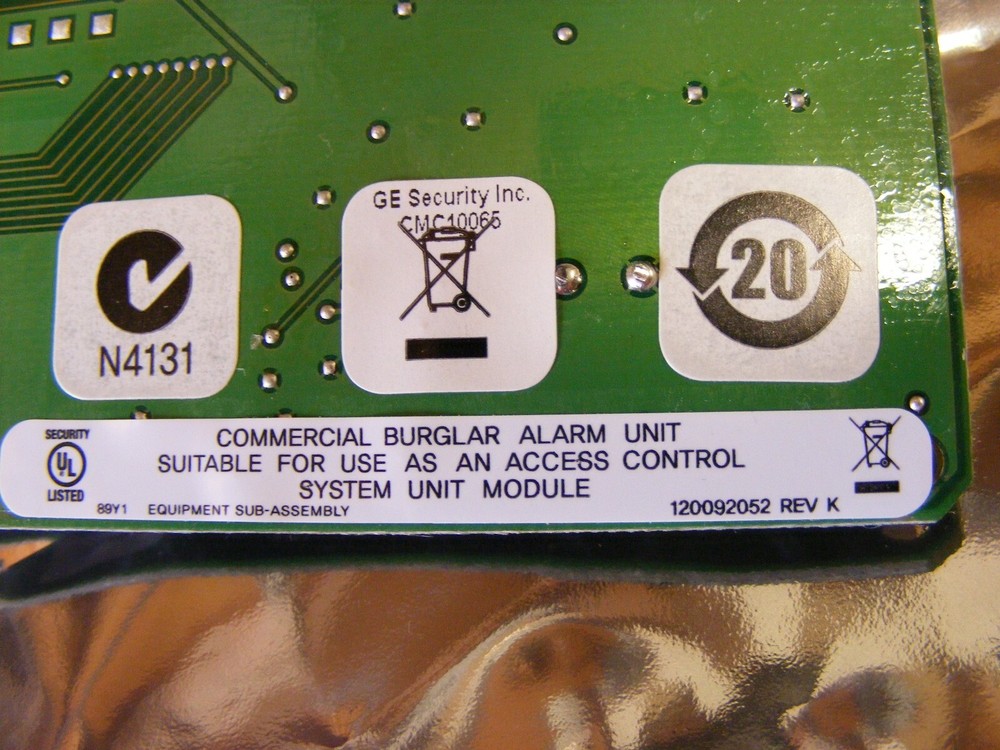 N4131
GE Security Inc.
CMC10065
20
SECURITY
UL
LISTED
COMMERCIAL BURGLAR ALARM UNIT
SUITABLE FOR USE AS AN ACCESS CONTROL
SYSTEM UNIT MODULE
89Y1 EQUIPMENT SUB-ASSEMBLY
120092052 REV K